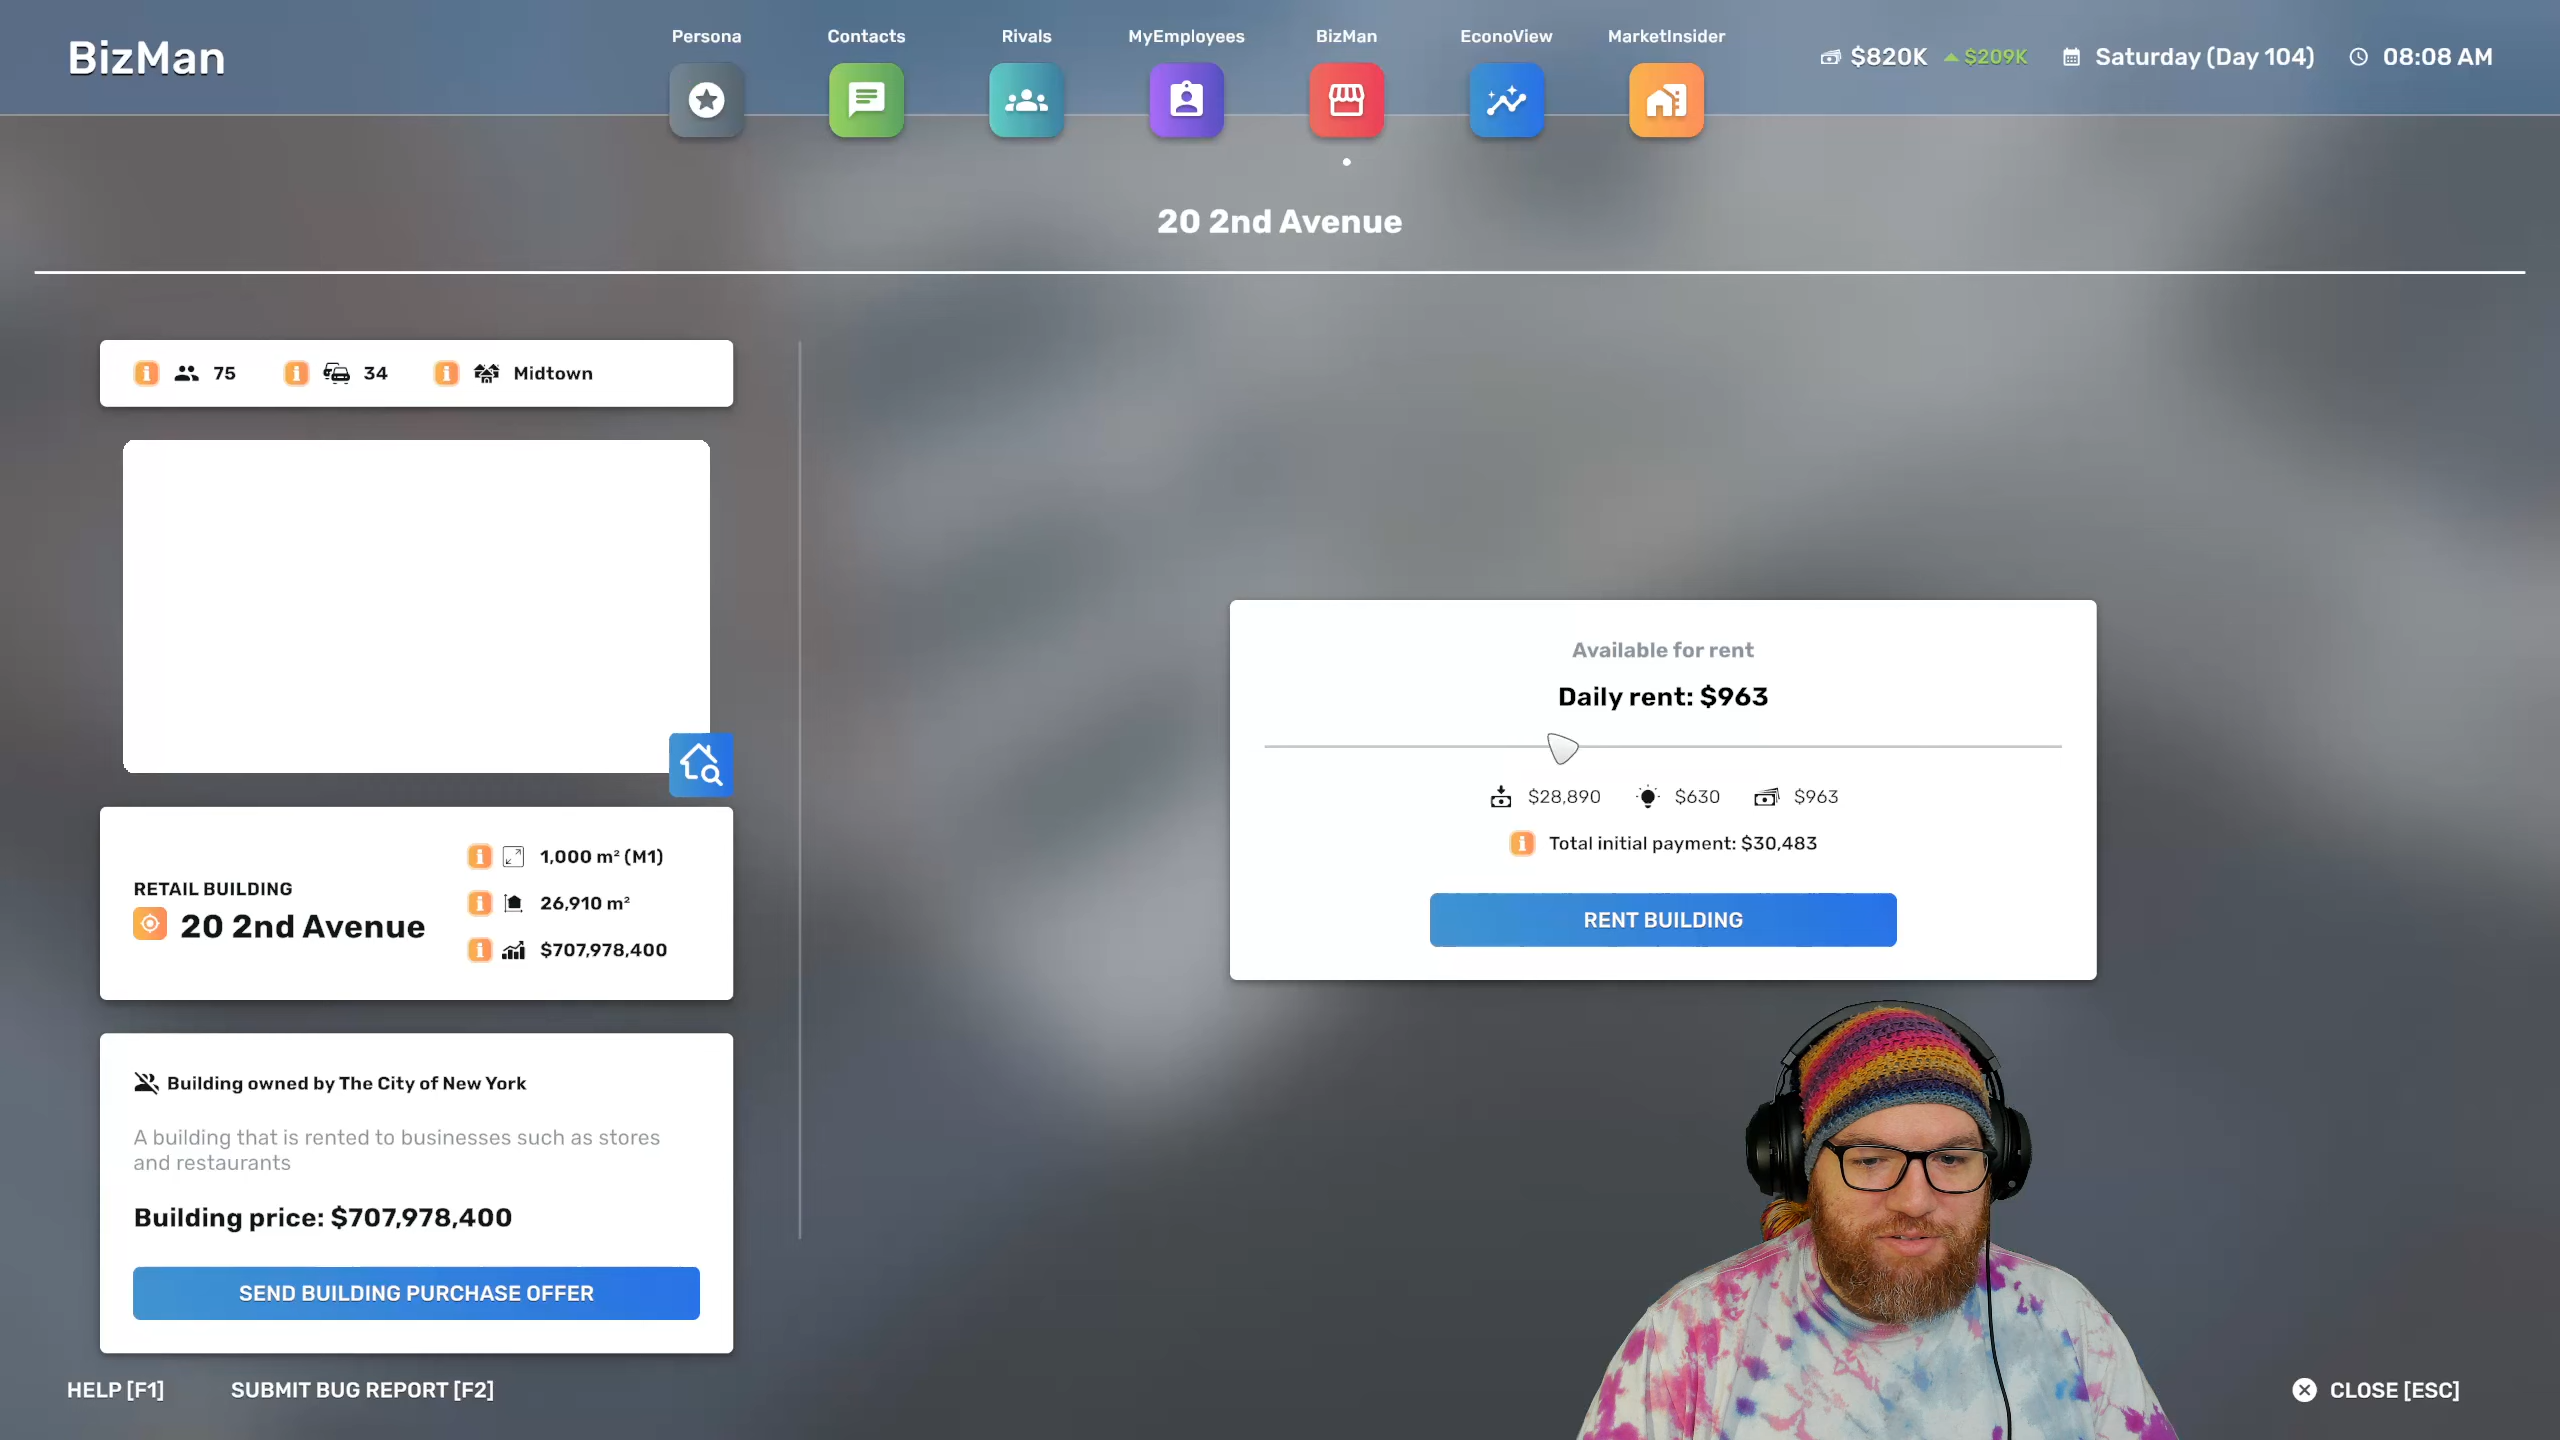 BizMan
Persona
Contacts
Rivals
MyEmployees
BizMan
EconoView
MarketInsider
$820K
$209K
Saturday (Day 104)
08:08 AM
20 2nd Avenue
75
34
Midtown
RETAIL BUILDING
20 2nd Avenue
1,000 m² (M1)
26,910 m²
$707,978,400
Building owned by The City of New York
A building that is rented to businesses such as stores
and restaurants
Building price: $707,978,400
SEND BUILDING PURCHASE OFFER
Available for rent
Daily rent: $963
$28,890
$630
$963
Total initial payment: $30,483
RENT BUILDING
HELP [F1]
SUBMIT BUG REPORT [F2]
CLOSE [ESC]